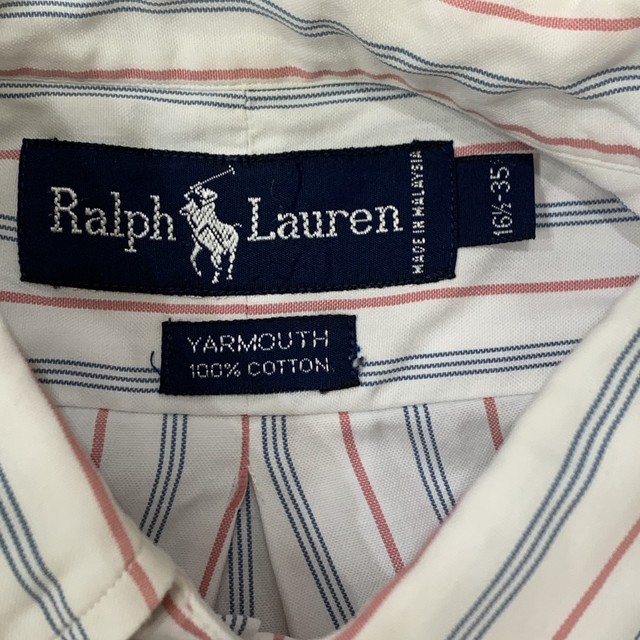 Ralph Lauren
MADE IN MALAYSIA
16½-35
YARMOUTH
100% COTTON